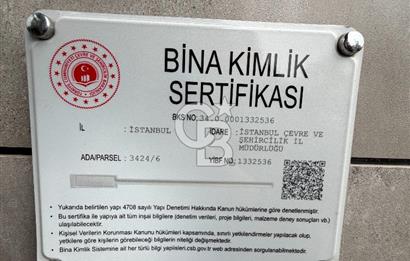 BİNA KİMLİK
SERTİFİKASI
BKS NO: 34.0.0001332536
İL : İSTANBUL
İDARE : İSTANBUL ÇEVRE VE
ŞEHİRCİLİK İL
MÜDÜRLÜĞÜ
ADA/PARSEL : 3424/6
YİBF NO : 1332536
• Yukarıda belirtilen yapı 4708 sayılı Yapı Denetimi Hakkında Kanun hükümlerine göre denetlenmiştir.
• Bu sertifika ile yapıya ait tüm inşai bilgilere (denetim verileri, proje bilgileri, malzeme deney sonuçları vb.)
ulaşılabilecektir.
• Kişisel Verilerin Korunması Kanunu hükümleri kapsamında, sınırlı yetkilendirmeler yapılacak olup,
yetkilere göre kişilerin görebileceği bilgilerin niteliği değişmektedir.
• Bina Kimlik Sistemine ait her türlü bilgi yapisleri.csb.gov.tr web adresinden sorgulanabilmektedir.